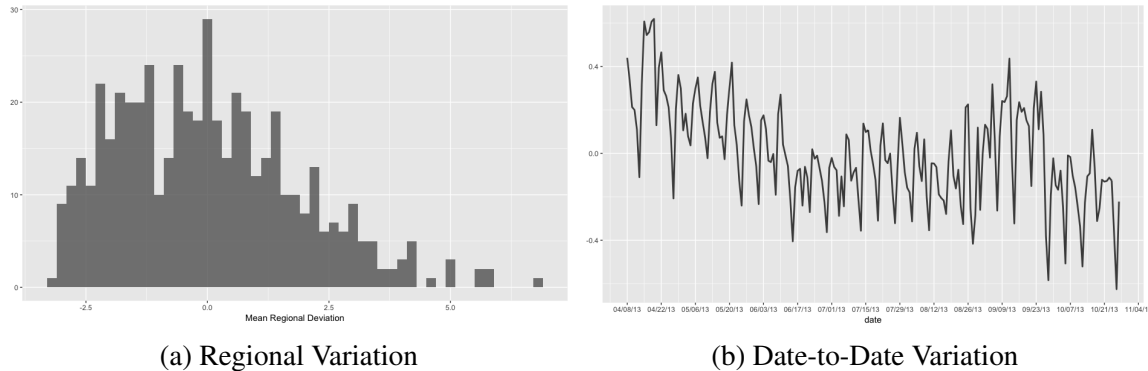 30
20
10
0
-2.5 0.0 2.5 5.0
Mean Regional Deviation
(a) Regional Variation
0.4
0.0
-0.4
04/08/13 04/22/13 05/06/13 05/20/13 06/03/13 06/17/13 07/01/13 07/15/13 07/29/13 08/12/13 08/26/13 09/09/13 09/23/13 10/07/13 10/21/13 11/04/1
date
(b) Date-to-Date Variation